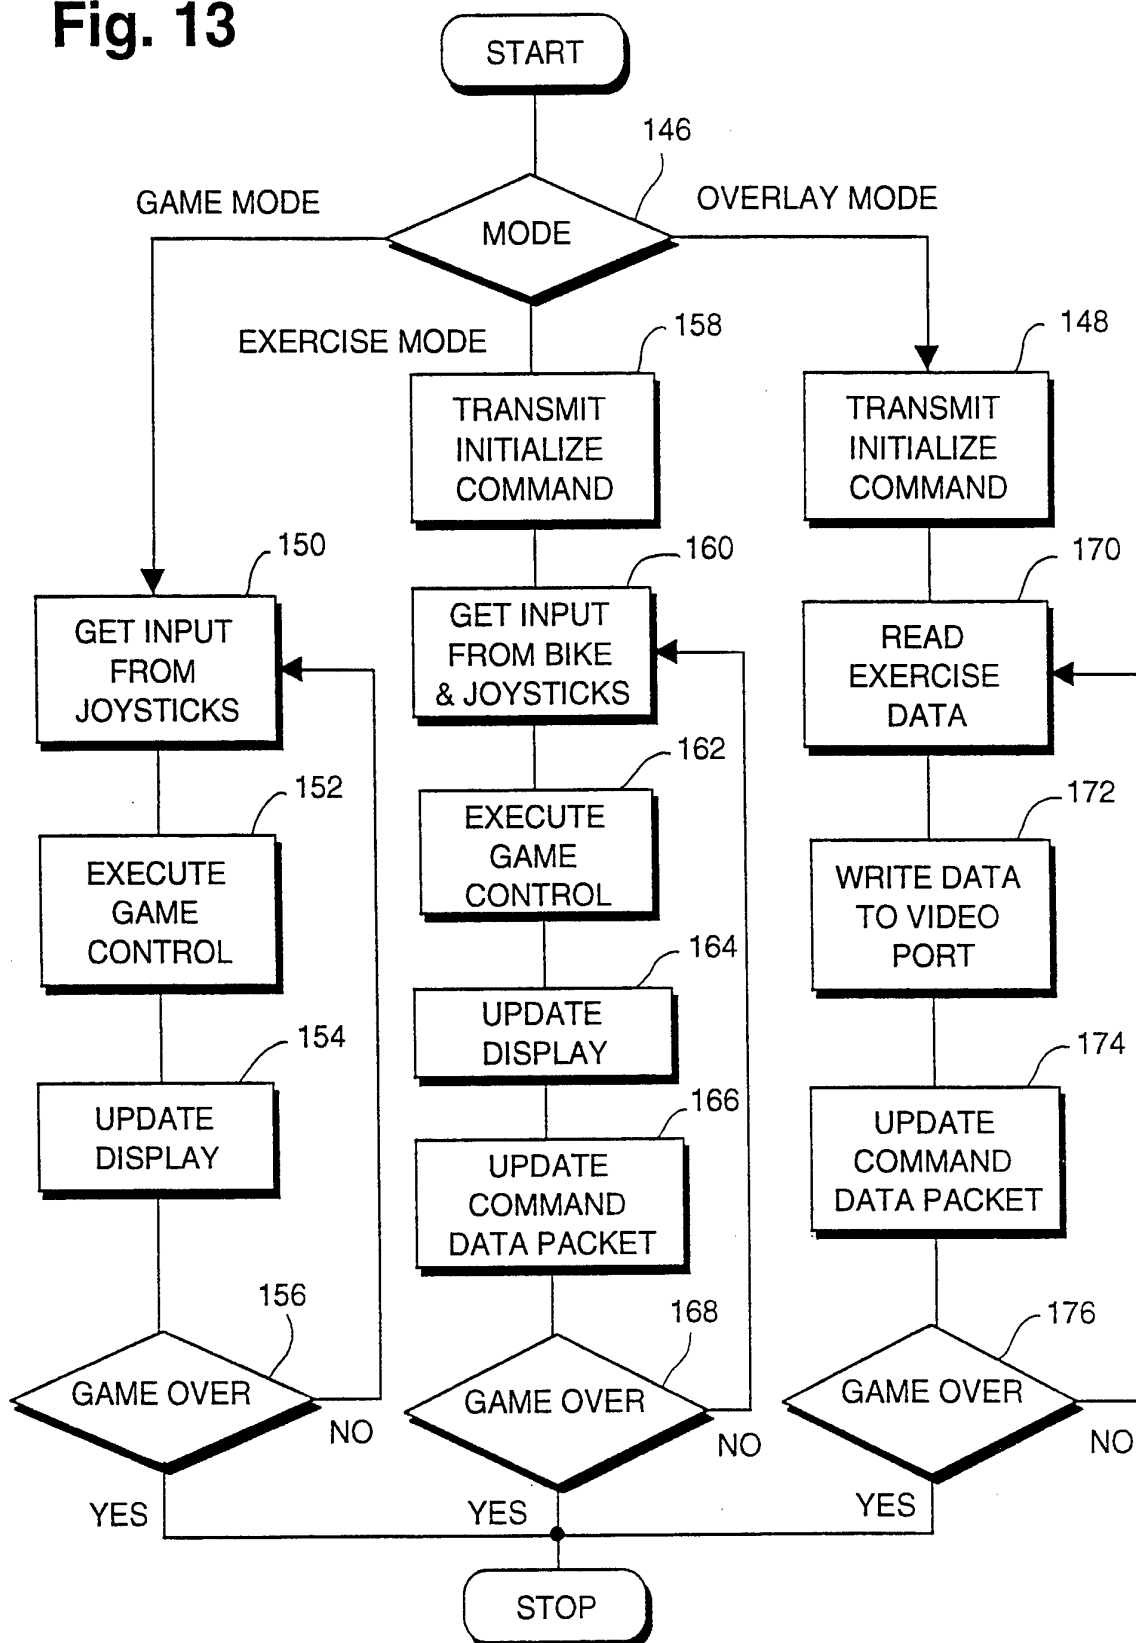 Fig. 13
START
146
GAME MODE
OVERLAY MODE
MODE
EXERCISE MODE
158
148
TRANSMIT
INITIALIZE
COMMAND
TRANSMIT
INITIALIZE
COMMAND
150
160
170
GET INPUT
FROM
JOYSTICKS
GET INPUT
FROM BIKE
& JOYSTICKS
READ
EXERCISE
DATA
152
162
172
EXECUTE
GAME
CONTROL
EXECUTE
GAME
CONTROL
WRITE DATA
TO VIDEO
PORT
154
164
174
UPDATE
DISPLAY
UPDATE
DISPLAY
166
UPDATE
COMMAND
DATA PACKET
UPDATE
COMMAND
DATA PACKET
156
168
176
GAME OVER
GAME OVER
GAME OVER
NO
NO
NO
YES
YES
YES
STOP